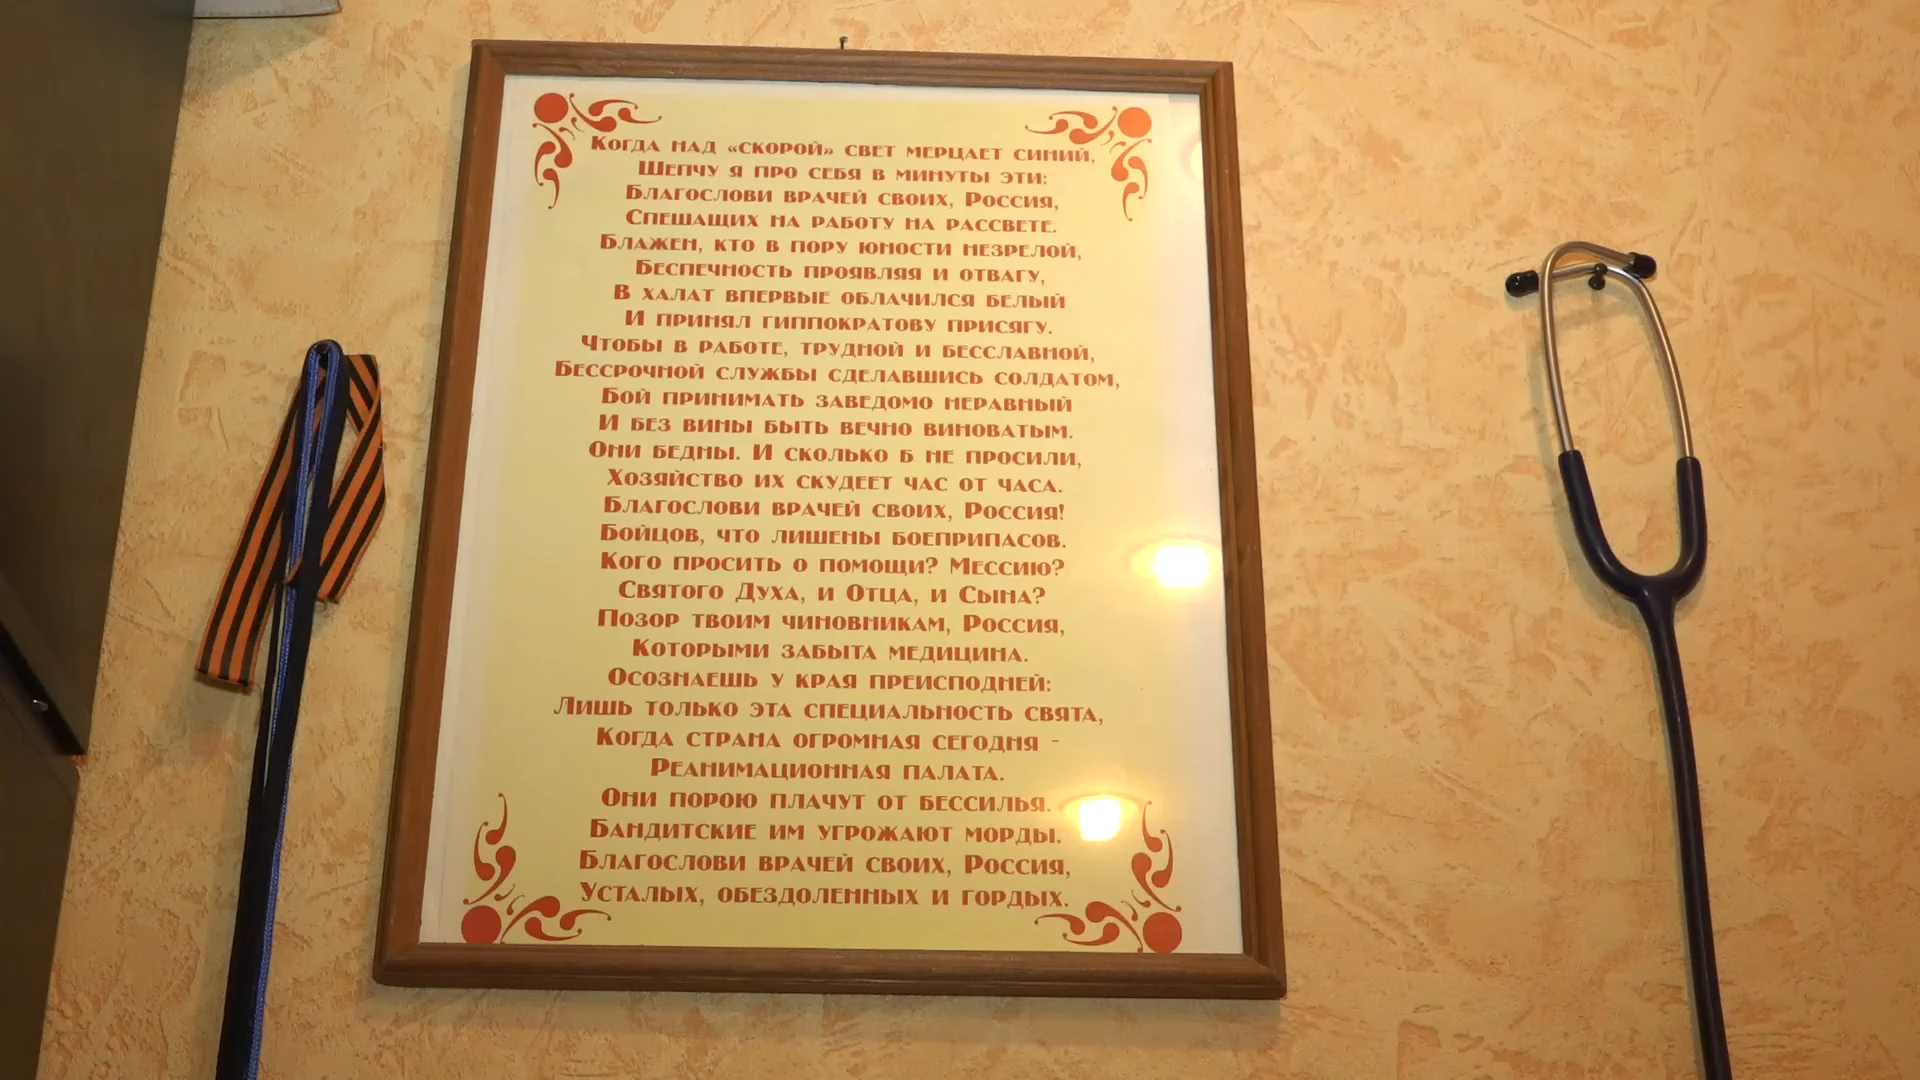 Когда над «скорой» свет мерцает синий,
Шепчу я про себя в минуты эти:
Благослови врачей своих, Россия,
Спешащих на работу на рассвете.
Блажен, кто в пору юности незрелой,
Беспечность проявляя и отвагу,
В халат впервые облачился белый
И принял гиппократову присягу.
Чтобы в работе, трудной и бесславной,
Бессрочной службы сделавшись солдатом,
Бой принимать заведомо неравный
И без вины быть вечно виноватым.
Они бедны. И сколько б не просили,
Хозяйство их скудеет час от часа.
Благослови врачей своих, Россия!
Бойцов, что лишены боеприпасов.
Кого просить о помощи? Мессию?
Святого Духа, и Отца, и Сына?
Позор твоим чиновникам, Россия,
Которыми забыта медицина.
Осознаешь у края преисподней:
Лишь только эта специальность свята,
Когда страна огромная сегодня -
Реанимационная палата.
Они порою плачут от бессилья.
Бандитские им угрожают морды.
Благослови врачей своих, Россия,
Усталых, обездоленных и гордых.